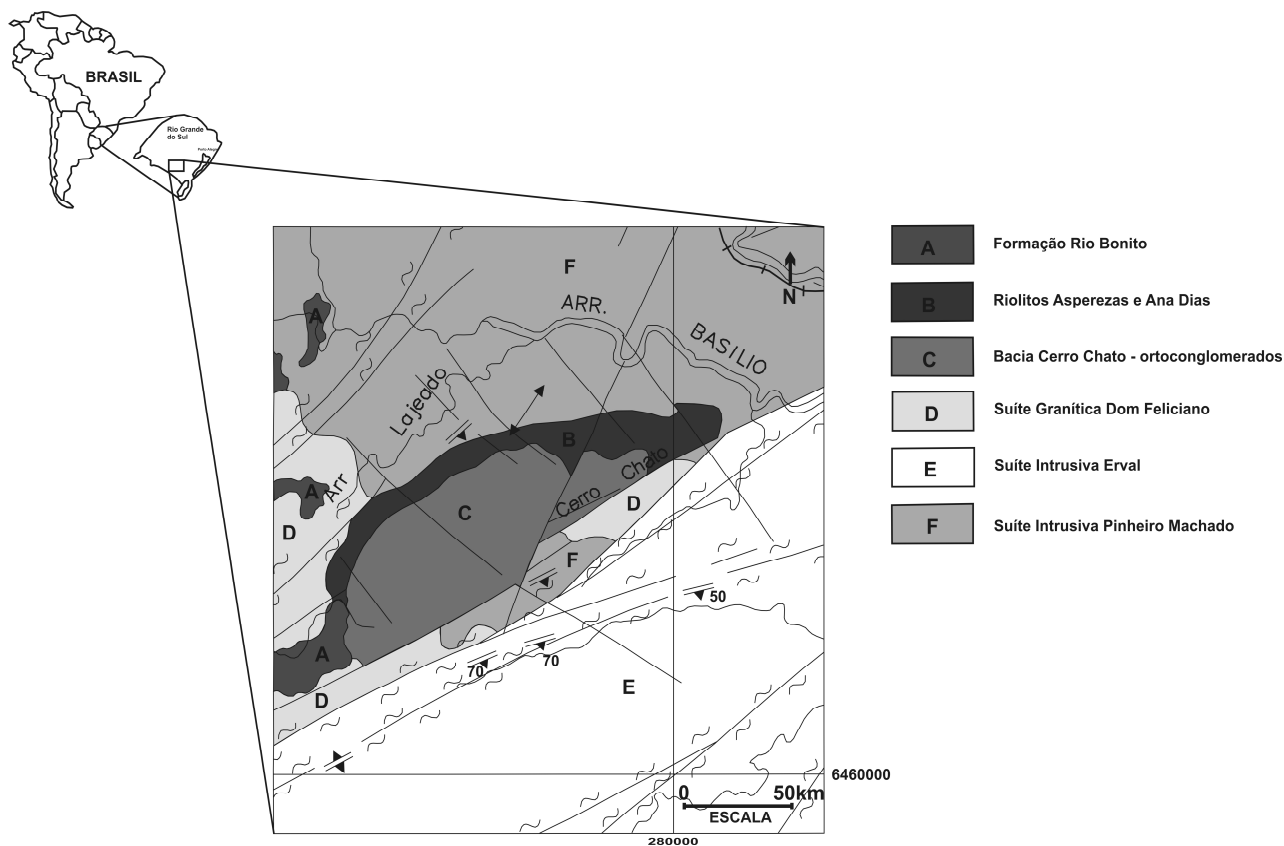 BRASIL
Rio Grande
do Sul
Porto Alegre
F
ARR.
BASILIO
N
A
Lajeado
B
Chato
Cerro
A
Arr
C
D
D
F
50
A
70
70
D
E
6460000
0 50km
ESCALA
280000
A Formação Rio Bonito
B Riolitos Asperezas e Ana Dias
C Bacia Cerro Chato - ortoconglomerados
D Suíte Granítica Dom Feliciano
E Suíte Intrusiva Erval
F Suíte Intrusiva Pinheiro Machado